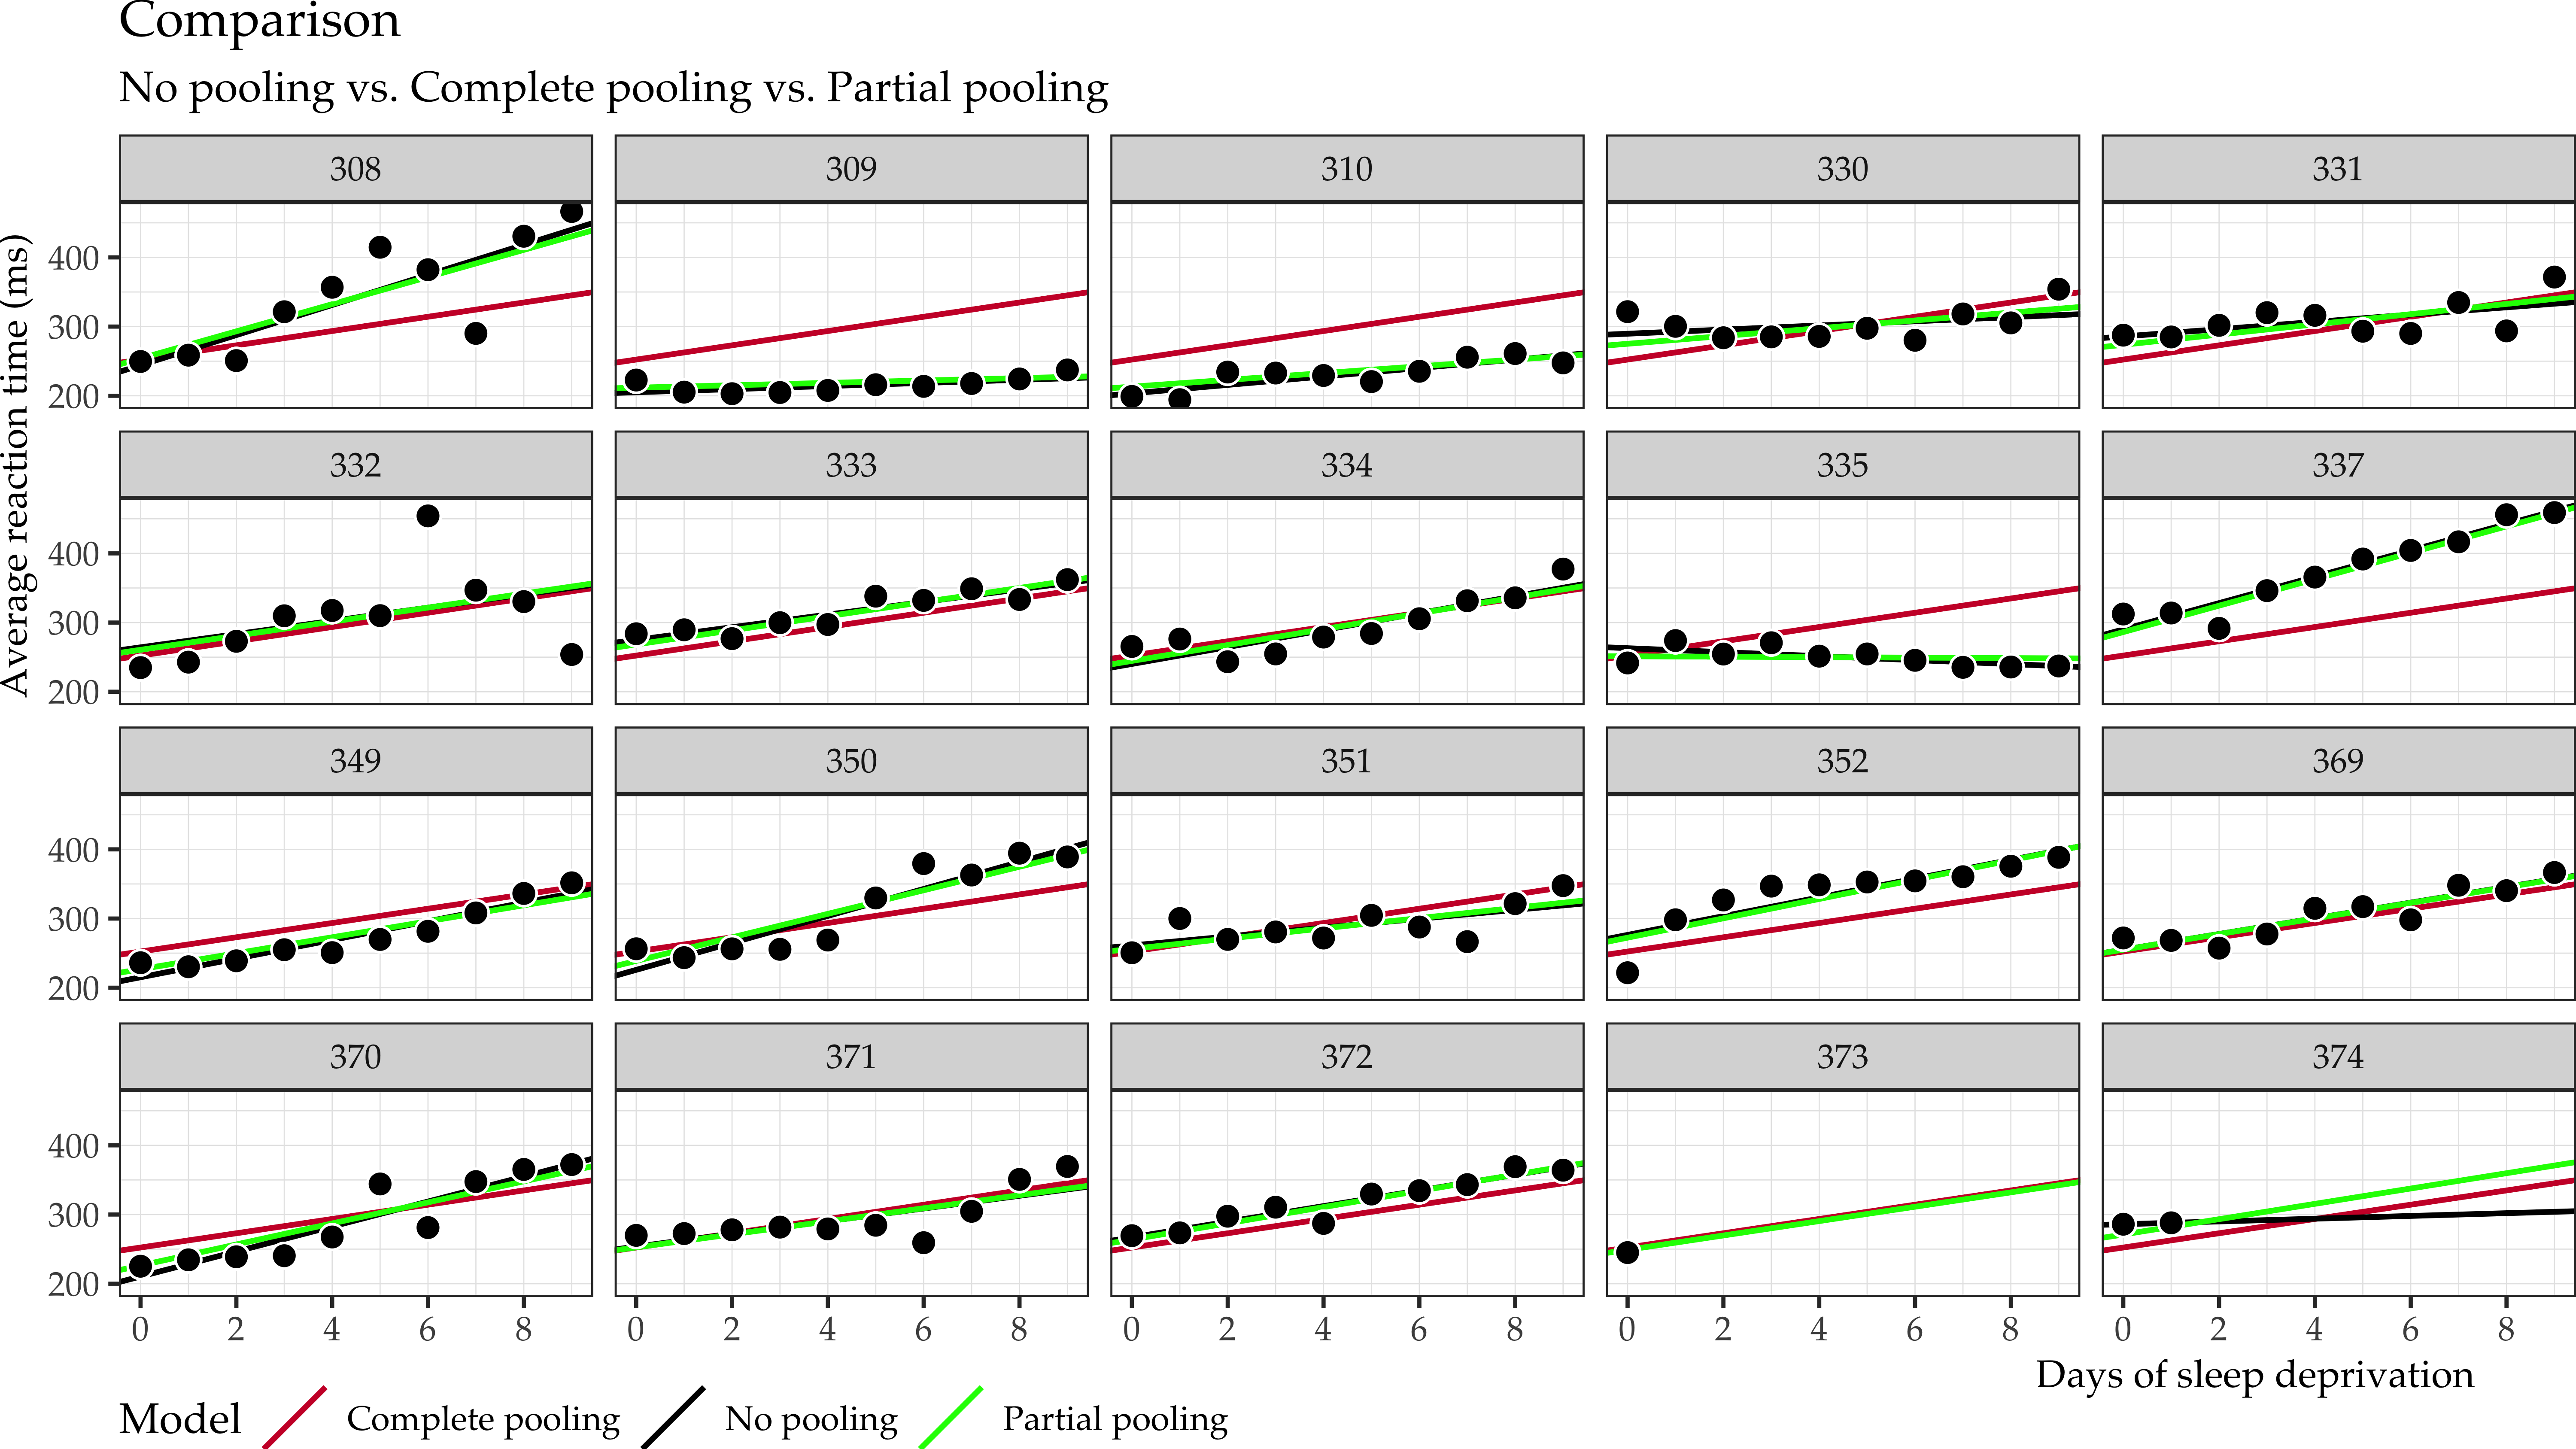 Comparison
No pooling vs. Complete pooling vs. Partial pooling
Average reaction time (ms)
308 309 310 330 331
400
300
200
332 333 334 335 337
400
300
200
349 350 351 352 369
400
300
200
370 371 372 373 374
400
300
200
0 2 4 6 8 0 2 4 6 8 0 2 4 6 8 0 2 4 6 8 0 2 4 6 8
Days of sleep deprivation
Model Complete pooling No pooling Partial pooling